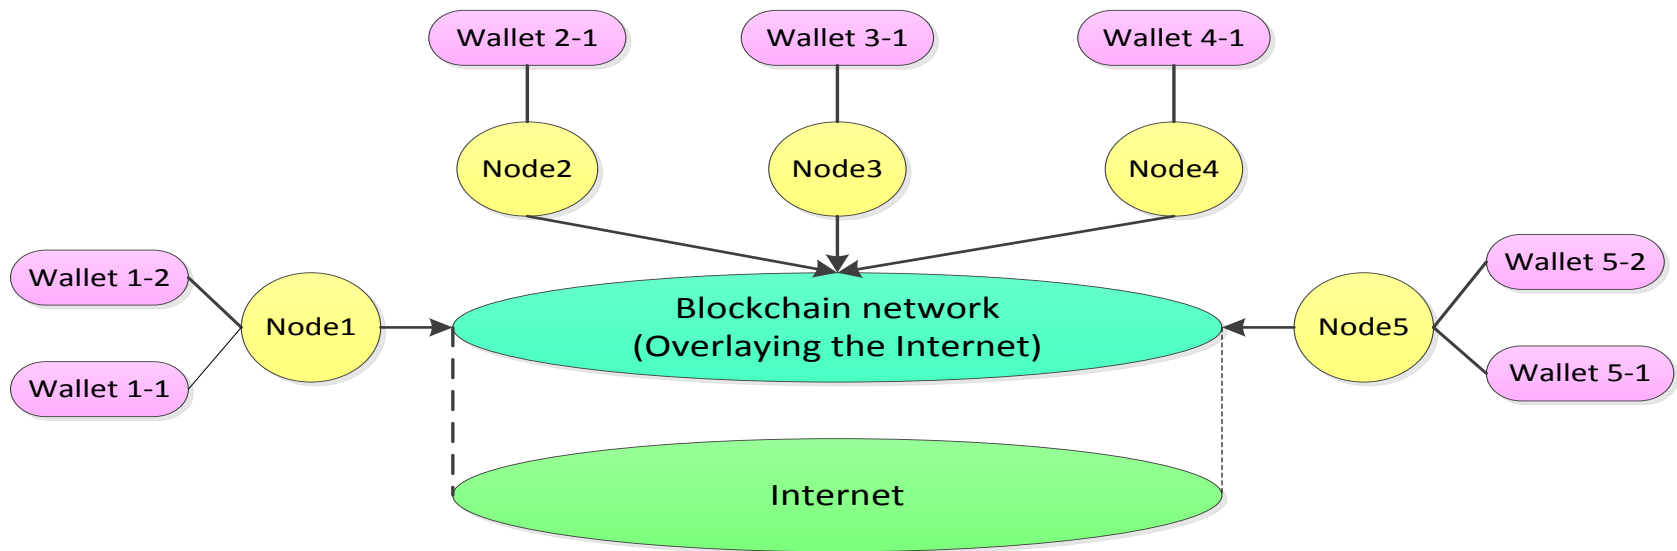 Wallet 2-1
Wallet 3-1
Wallet 4-1
Node2
Node3
Node4
Wallet 1-2
Wallet 1-1
Node1
Blockchain network
(Overlaying the Internet)
Node5
Wallet 5-2
Wallet 5-1
Internet